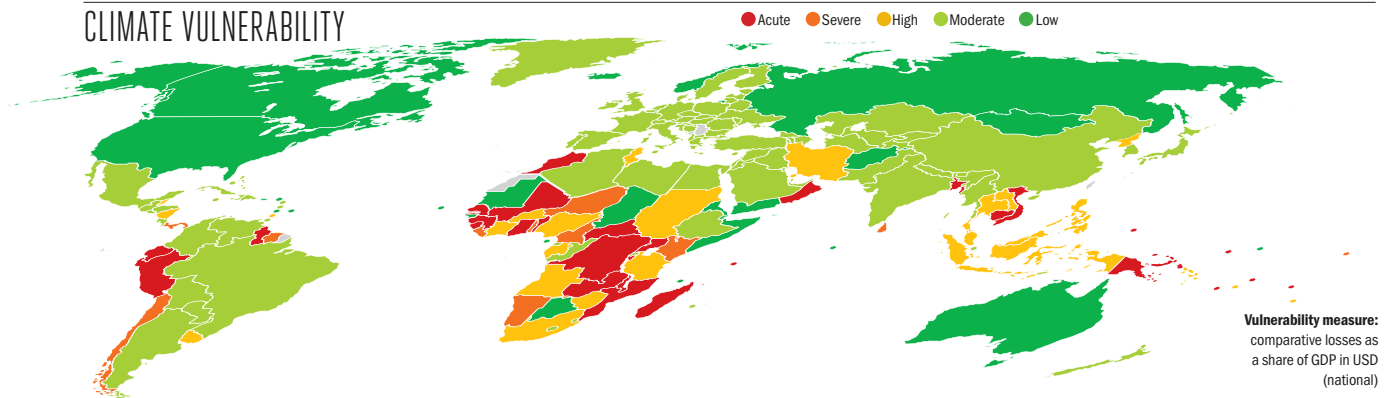 CLIMATE VULNERABILITY
Acute Severe High Moderate Low
Vulnerability measure:
comparative losses as
a share of GDP in USD
(national)